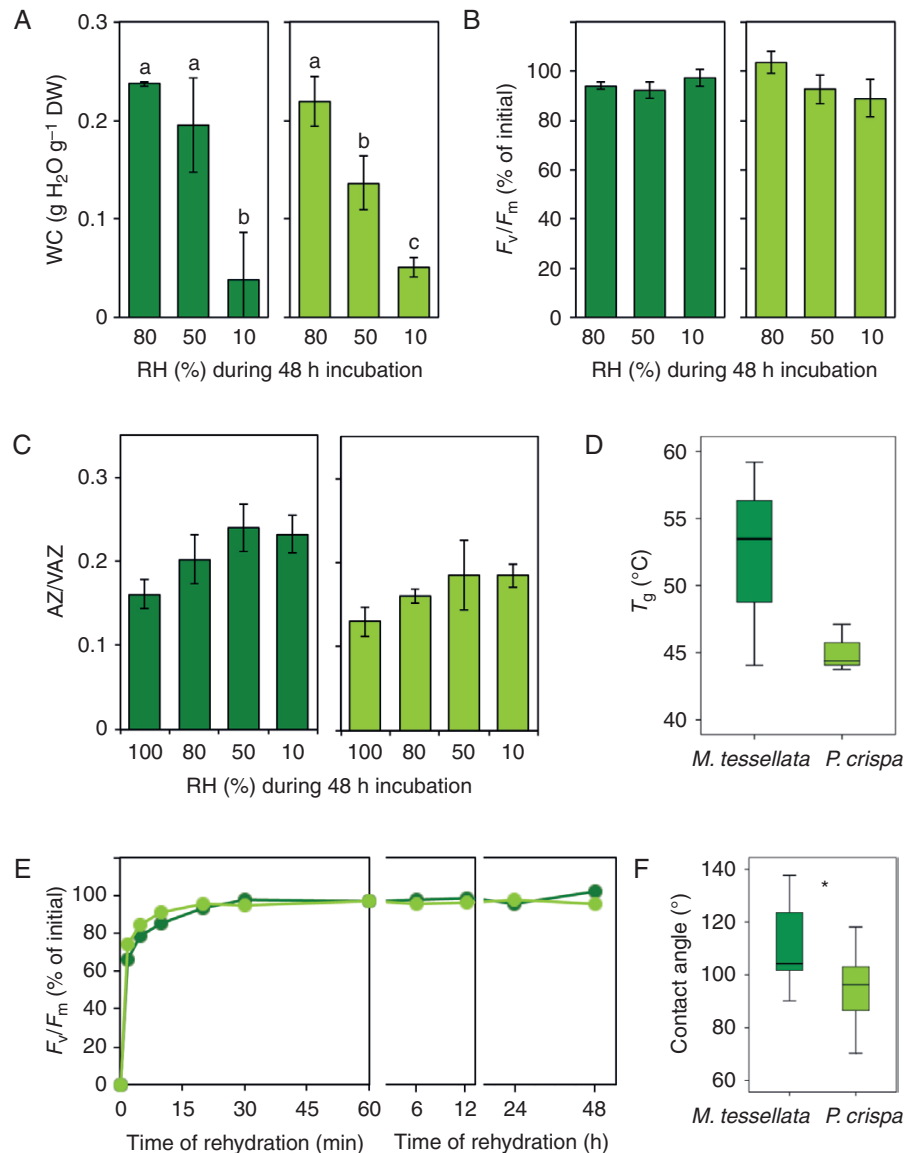 A
WC (g H₂O g⁻¹ DW)
0.3
0.2
0.1
0
a a b
a b c
80 50 10
80 50 10
RH (%) during 48 h incubation
B
Fv/Fm (% of initial)
100
80
60
40
20
0
80 50 10
80 50 10
RH (%) during 48 h incubation
C
AZ/VAZ
0.3
0.2
0.1
0
100 80 50 10
100 80 50 10
RH (%) during 48 h incubation
D
Tg (°C)
60
55
50
45
40
M. tessellata P. crispa
E
Fv/Fm (% of initial)
100
80
60
40
20
0
0 15 30 45 60
6 12 24 48
Time of rehydration (min)
Time of rehydration (h)
F
Contact angle (°)
140
120
100
80
60
*
M. tessellata P. crispa